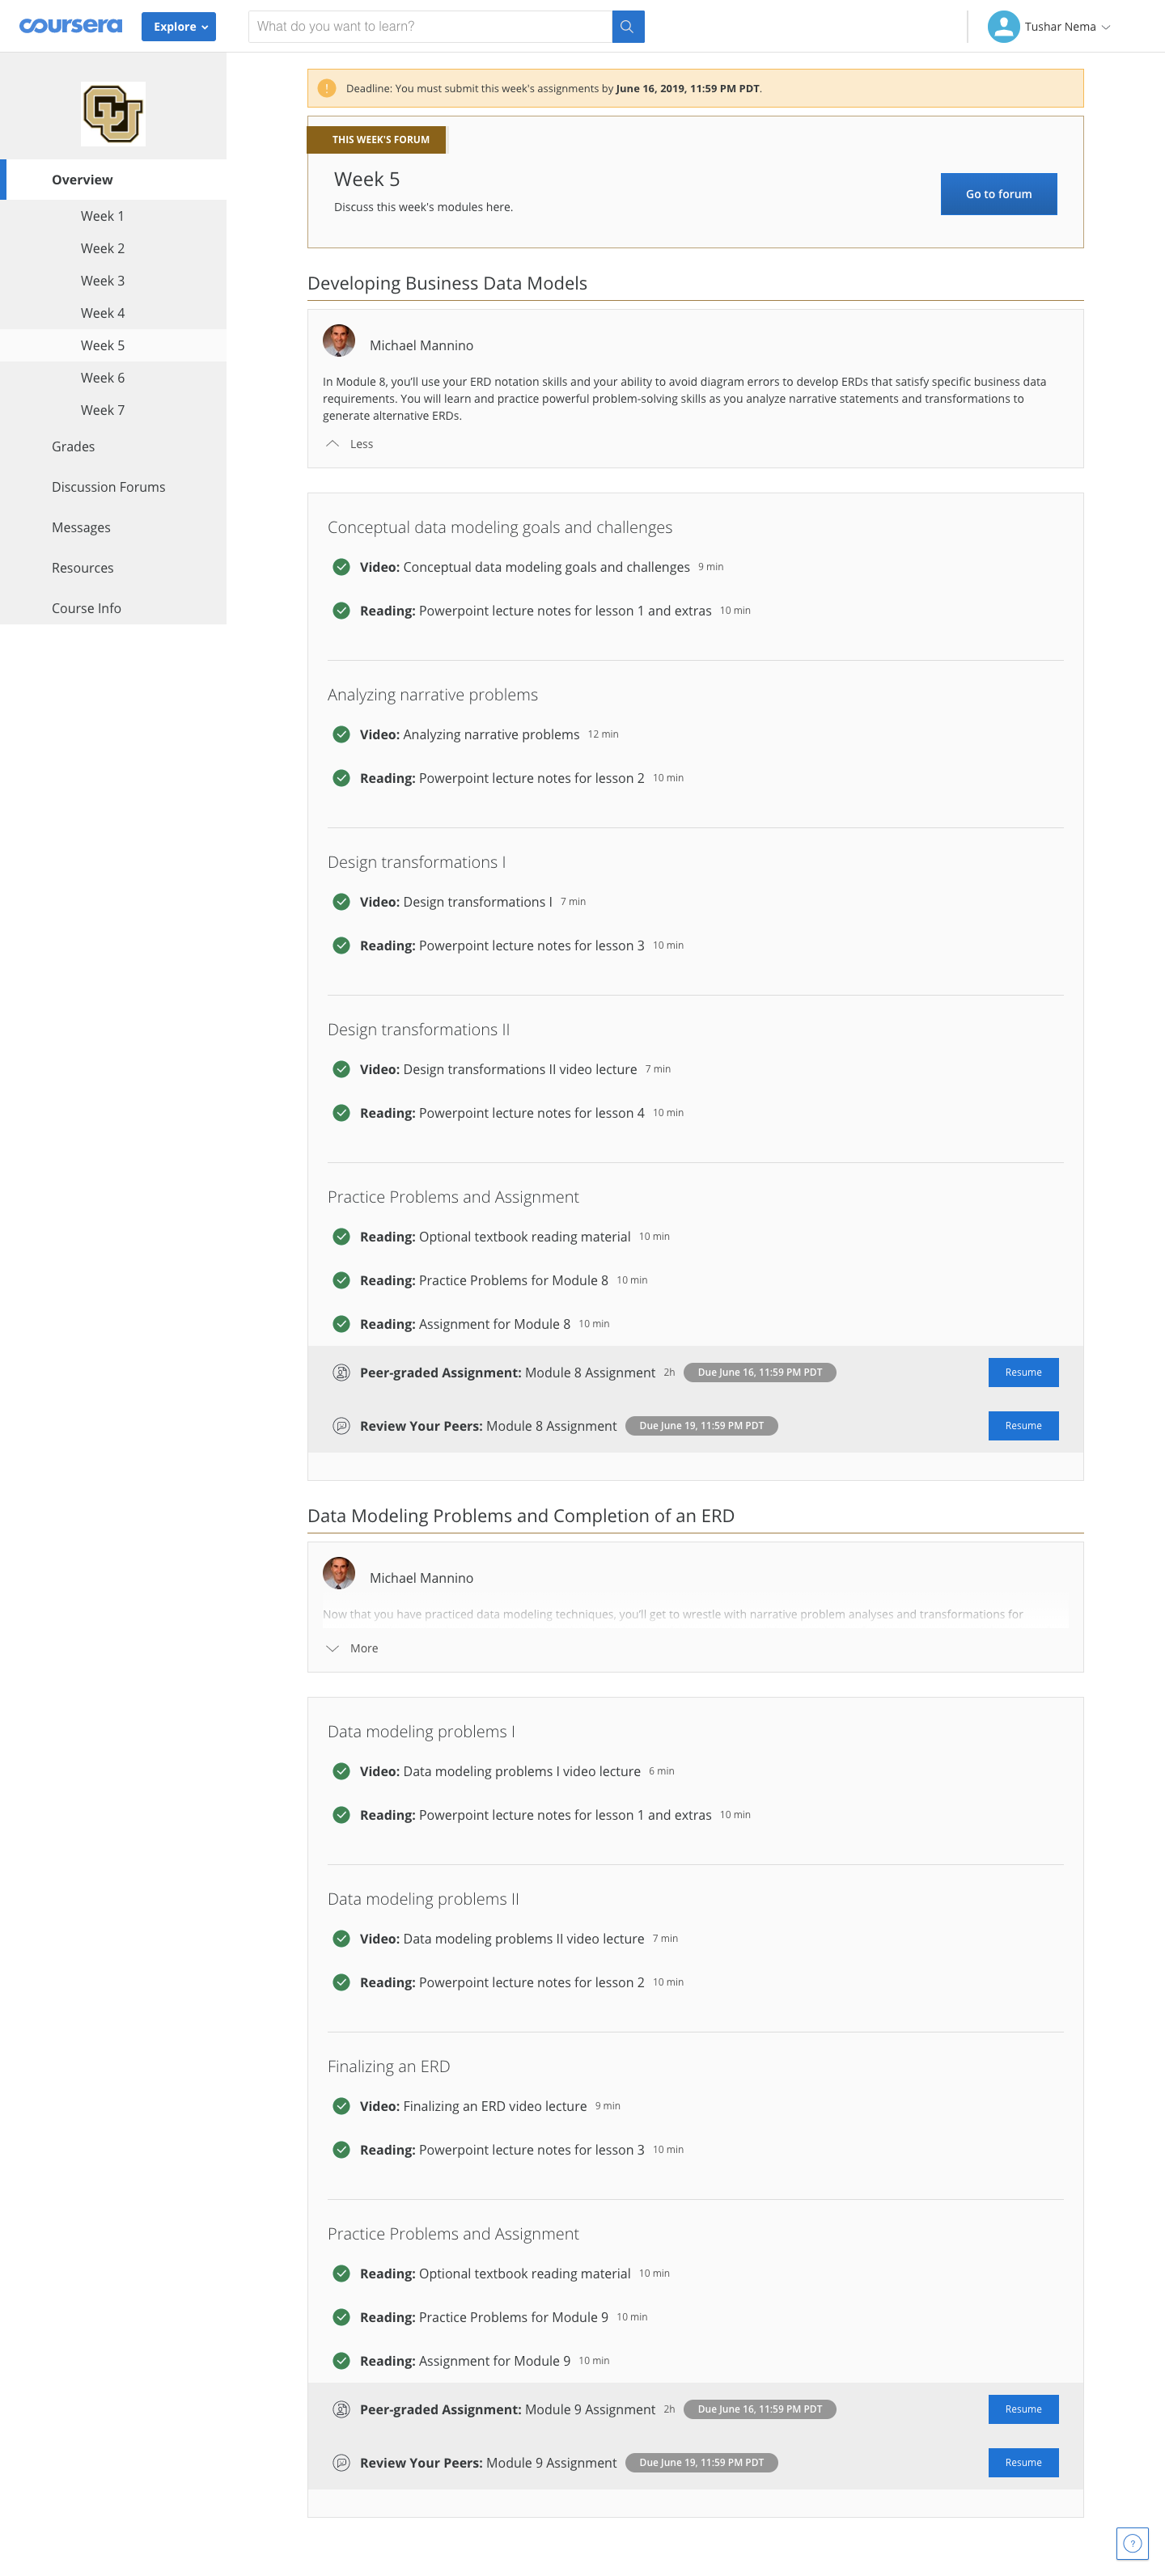 coursera
Explore
What do you want to learn?
Tushar Nema
Overview
Week 1
Week 2
Week 3
Week 4
Week 5
Week 6
Week 7
Grades
Discussion Forums
Messages
Resources
Course Info
Deadline: You must submit this week's assignments by June 16, 2019, 11:59 PM PDT.
THIS WEEK'S FORUM
Week 5
Discuss this week's modules here.
Go to forum
Developing Business Data Models
Michael Mannino
In Module 8, you’ll use your ERD notation skills and your ability to avoid diagram errors to develop ERDs that satisfy specific business data
requirements. You will learn and practice powerful problem-solving skills as you analyze narrative statements and transformations to
generate alternative ERDs.
Less
Conceptual data modeling goals and challenges
Video: Conceptual data modeling goals and challenges 9 min
Reading: Powerpoint lecture notes for lesson 1 and extras 10 min
Analyzing narrative problems
Video: Analyzing narrative problems 12 min
Reading: Powerpoint lecture notes for lesson 2 10 min
Design transformations I
Video: Design transformations I 7 min
Reading: Powerpoint lecture notes for lesson 3 10 min
Design transformations II
Video: Design transformations II video lecture 7 min
Reading: Powerpoint lecture notes for lesson 4 10 min
Practice Problems and Assignment
Reading: Optional textbook reading material 10 min
Reading: Practice Problems for Module 8 10 min
Reading: Assignment for Module 8 10 min
Peer-graded Assignment: Module 8 Assignment 2h Due June 16, 11:59 PM PDT Resume
Review Your Peers: Module 8 Assignment Due June 19, 11:59 PM PDT Resume
Data Modeling Problems and Completion of an ERD
Michael Mannino
Now that you have practiced data modeling techniques, you’ll get to wrestle with narrative problem analyses and transformations for
More
Data modeling problems I
Video: Data modeling problems I video lecture 6 min
Reading: Powerpoint lecture notes for lesson 1 and extras 10 min
Data modeling problems II
Video: Data modeling problems II video lecture 7 min
Reading: Powerpoint lecture notes for lesson 2 10 min
Finalizing an ERD
Video: Finalizing an ERD video lecture 9 min
Reading: Powerpoint lecture notes for lesson 3 10 min
Practice Problems and Assignment
Reading: Optional textbook reading material 10 min
Reading: Practice Problems for Module 9 10 min
Reading: Assignment for Module 9 10 min
Peer-graded Assignment: Module 9 Assignment 2h Due June 16, 11:59 PM PDT Resume
Review Your Peers: Module 9 Assignment Due June 19, 11:59 PM PDT Resume
?